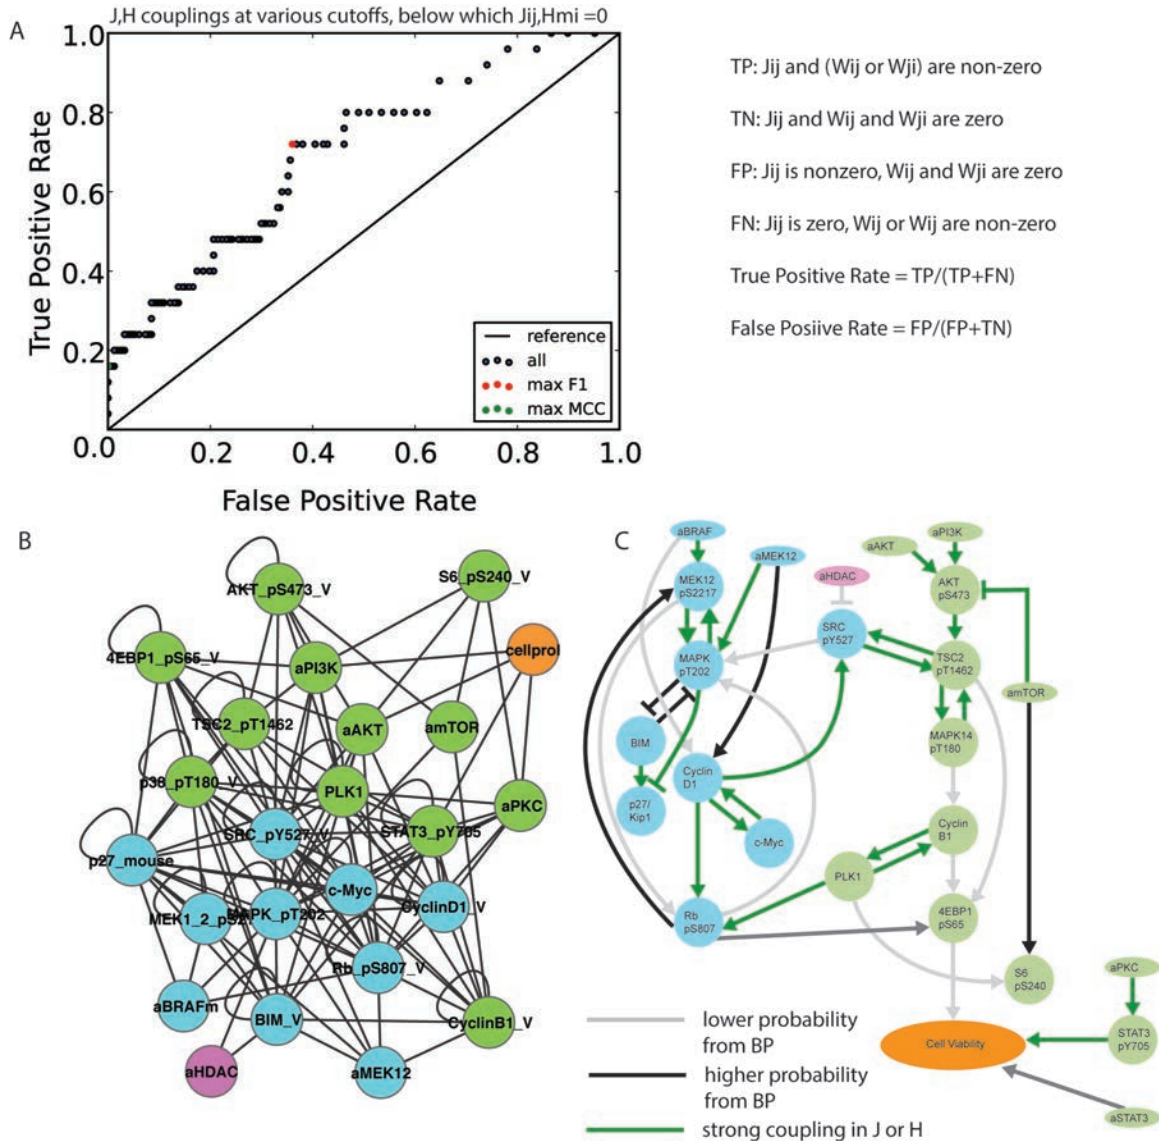 J,H couplings at various cutoffs, below which Jij,Hmi =0
A
1.0
0.8
0.6
0.4
0.2
0.0
0.2
0.4
0.6
0.8
1.0
True Positive Rate
False Positive Rate
reference
all
max F1
max MCC
TP: Jij and (Wij or Wji) are non-zero
TN: Jij and Wij and Wji are zero
FP: Jij is nonzero, Wij and Wji are zero
FN: Jij is zero, Wij or Wij are non-zero
True Positive Rate = TP/(TP+FN)
False Posiive Rate = FP/(FP+TN)
B
AKT_pS473_V
S6_pS240_V
4EBP1_pS65_V
aPI3K
cellprol
TSC2_pT1462
aAKT
amTOR
p38_pT180_V
PLK1
aPKC
SRC_pY527_V
STAT3_pY705
p27_mouse
c-Myc
MEK1_2_pS21
MAPK_pT202
CyclinD1_V
Rb_pS807_V
aBRAFm
BIM_V
CyclinB1_V
aHDAC
aMEK12
C
aBRAF
aMEK12
aHDAC
aAKT
aPI3K
MEK12
pS2217
AKT
pS473
SRC
pY527
MAPK
pT202
TSC2
pT1462
amTOR
BIM
MAPK14
pT180
Cyclin
D1
p27/
Kip1
c-Myc
Cyclin
B1
PLK1
Rb
pS807
4EBP1
pS65
S6
pS240
aPKC
STAT3
pY705
Cell Viability
aSTAT3
lower probability
from BP
higher probability
from BP
strong coupling in J or H